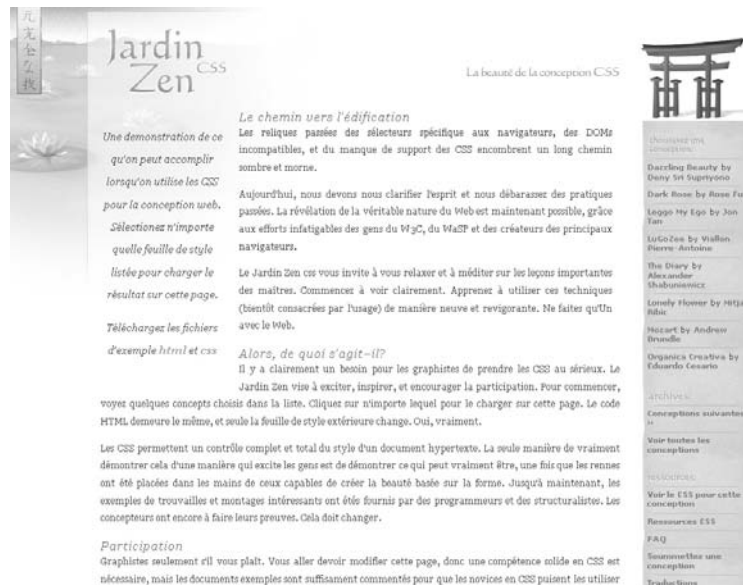 Jardin
Zen CSS
La beauté de la conception CSS
Une demonstration de ce
qu'on peut accomplir
lorsqu'on utilise les CSS
pour la conception web.
Sélectionez n'importe
quelle feuille de style
listée pour charger le
résultat sur cette page.
Téléchargez les fichiers
d'exemple html et css
Le chemin vers l'édification
Les reliques passées des sélecteurs spécifique aux navigateurs, des DOMs
incompatibles, et du manque de support des CSS encombrent un long chemin
sombre et morne.
Aujourd'hui, nous devons nous clarifier l'esprit et nous débarasser des pratiques
passées. La révélation de la véritable nature du Web est maintenant possible, grâce
aux efforts infatigables des gens du W3C, du WaSP et des créateurs des principaux
navigateurs.
Le Jardin Zen css vous invite à vous relaxer et à méditer sur les leçons importantes
des maîtres. Commencez à voir clairement. Apprenez à utiliser ces techniques
(bientôt consacrées par l'usage) de manière neuve et revigorante. Ne faites qu'Un
avec le Web.
Alors, de quoi s'agit-il?
Il y a clairement un besoin pour les graphistes de prendre les CSS au sérieux. Le
Jardin Zen vise à exciter, inspirer, et encourager la participation. Pour commencer,
voyez quelques concepts choisis dans la liste. Cliquez sur n'importe lequel pour le charger sur cette page. Le code
HTML demeure le même, et seule la feuille de style extérieure change. Oui, vraiment.
Les CSS permettent un contrôle complet et total du style d'un document hypertexte. La seule manière de vraiment
démontrer cela d'une manière qui excite les gens est de démontrer ce qui peut vraiment être, une fois que les rennes
ont été placées dans les mains de ceux capables de créer la beauté basée sur la forme. Jusqu'à maintenant, les
exemples de trouvailles et montages intéressants ont étés fournis par des programmeurs et des structuralistes. Les
concepteurs ont encore à faire leurs preuves. Cela doit changer.
Participation
Graphistes seulement s'il vous plaît. Vous aller devoir modifier cette page, donc une compétence solide en CSS est
nécessaire, mais les documents exemples sont suffisament commentés pour que les novices en CSS puisent les utiliser
Dazzling Beauty by
Deny Sri Supriyono
Dark Rose by Rose Fu
Leggo My Ego by Jon
Tan
LuGoZee by Viallon
Pierre-Antoine
The Diary by
Alexander
Shabuniewicz
Lonely Flower by Mitja
Ribic
Mozart by Andrew
Brundle
Organica Creativa by
Eduardo Cesario
archives:
Conceptions suivantes
»
Voir toutes les
conceptions
ressources:
Voir le CSS pour cette
conception
Ressources CSS
FAQ
Soummettez une
conception
Traductions